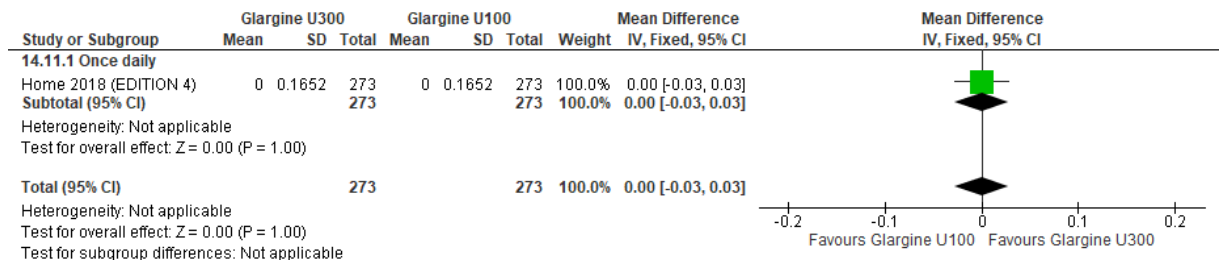 Glargine U300 Glargine U100 Mean Difference Mean Difference
Study or Subgroup Mean SD Total Mean SD Total Weight IV, Fixed, 95% CI IV, Fixed, 95% CI
14.11.1 Once daily
Home 2018 (EDITION 4) 0 0.1652 273 0 0.1652 273 100.0% 0.00 [-0.03, 0.03]
Subtotal (95% CI) 273 273 100.0% 0.00 [-0.03, 0.03]
Heterogeneity: Not applicable
Test for overall effect: Z = 0.00 (P = 1.00)
Total (95% CI) 273 273 100.0% 0.00 [-0.03, 0.03]
Heterogeneity: Not applicable
Test for overall effect: Z = 0.00 (P = 1.00)
Test for subgroup differences: Not applicable
-0.2 -0.1 0 0.1 0.2
Favours Glargine U100 Favours Glargine U300